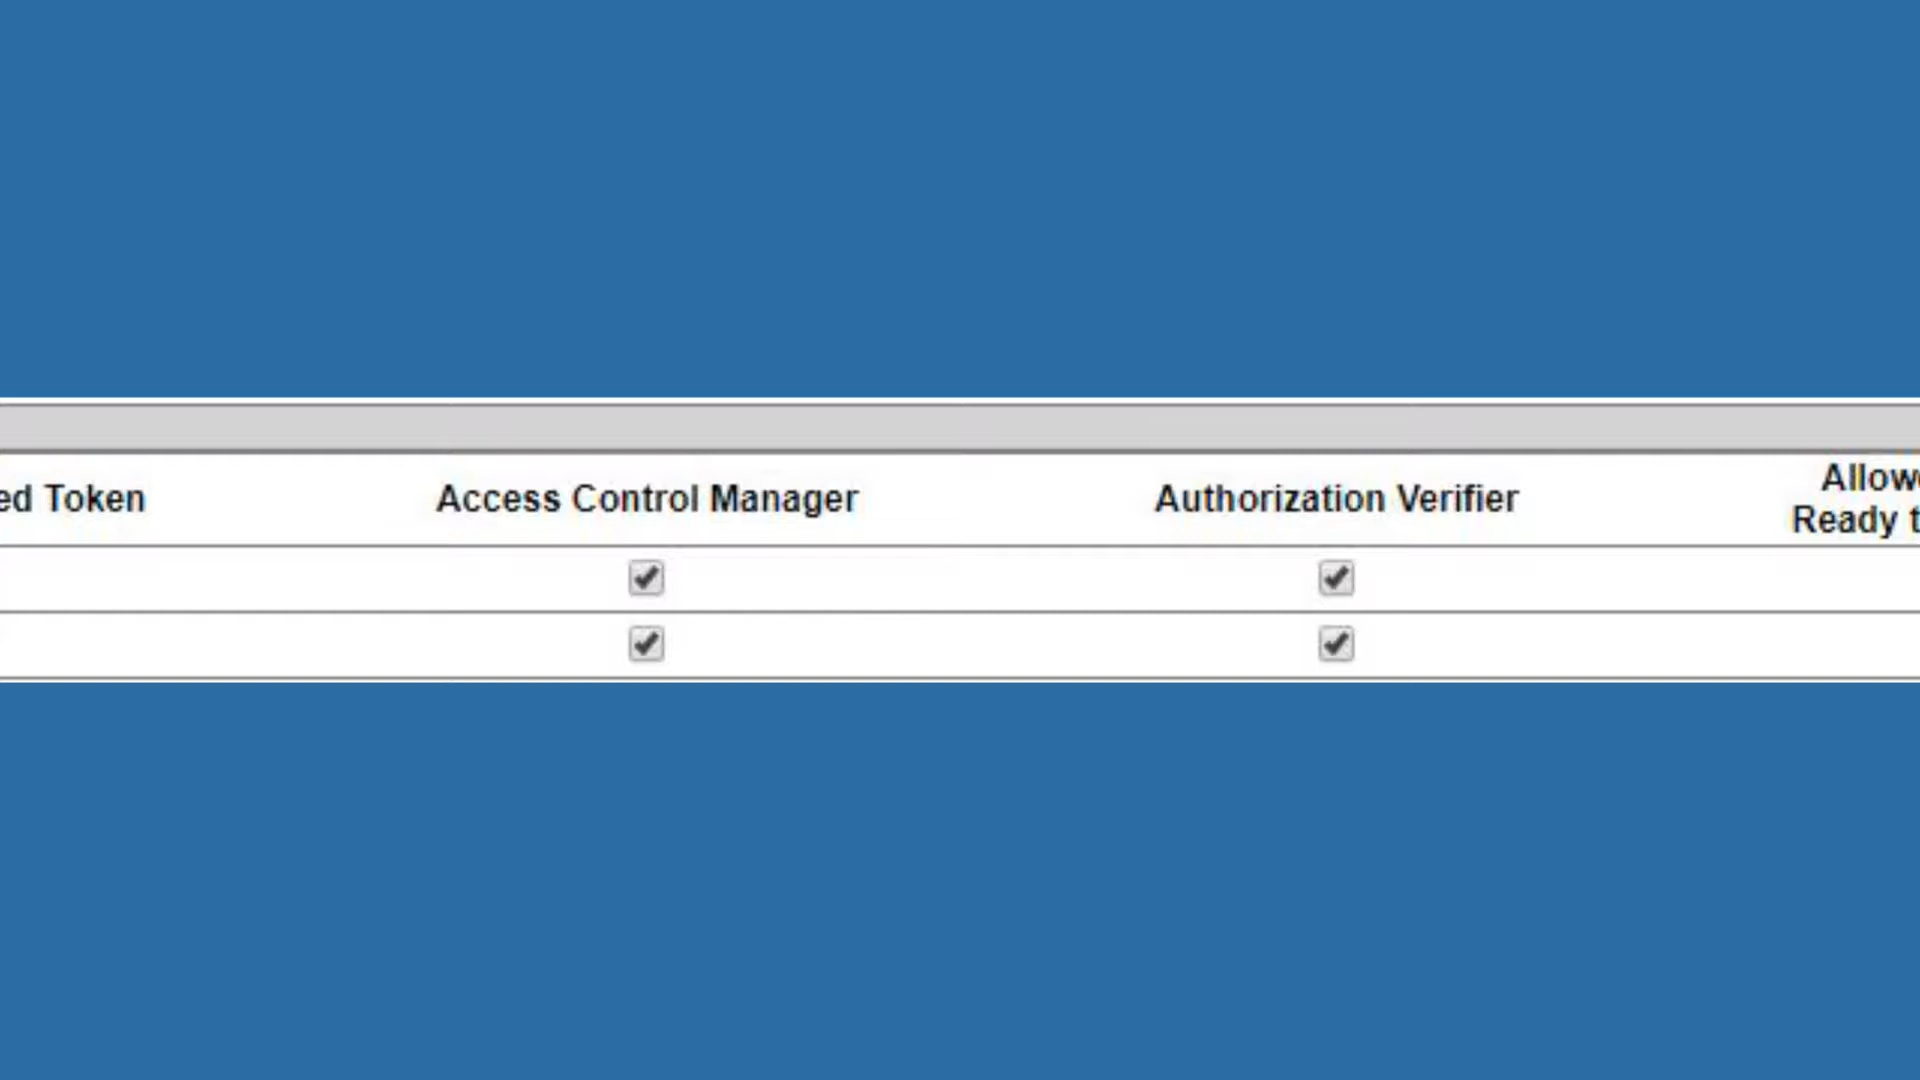 ed Token
Access Control Manager
Authorization Verifier
Allow
Ready t